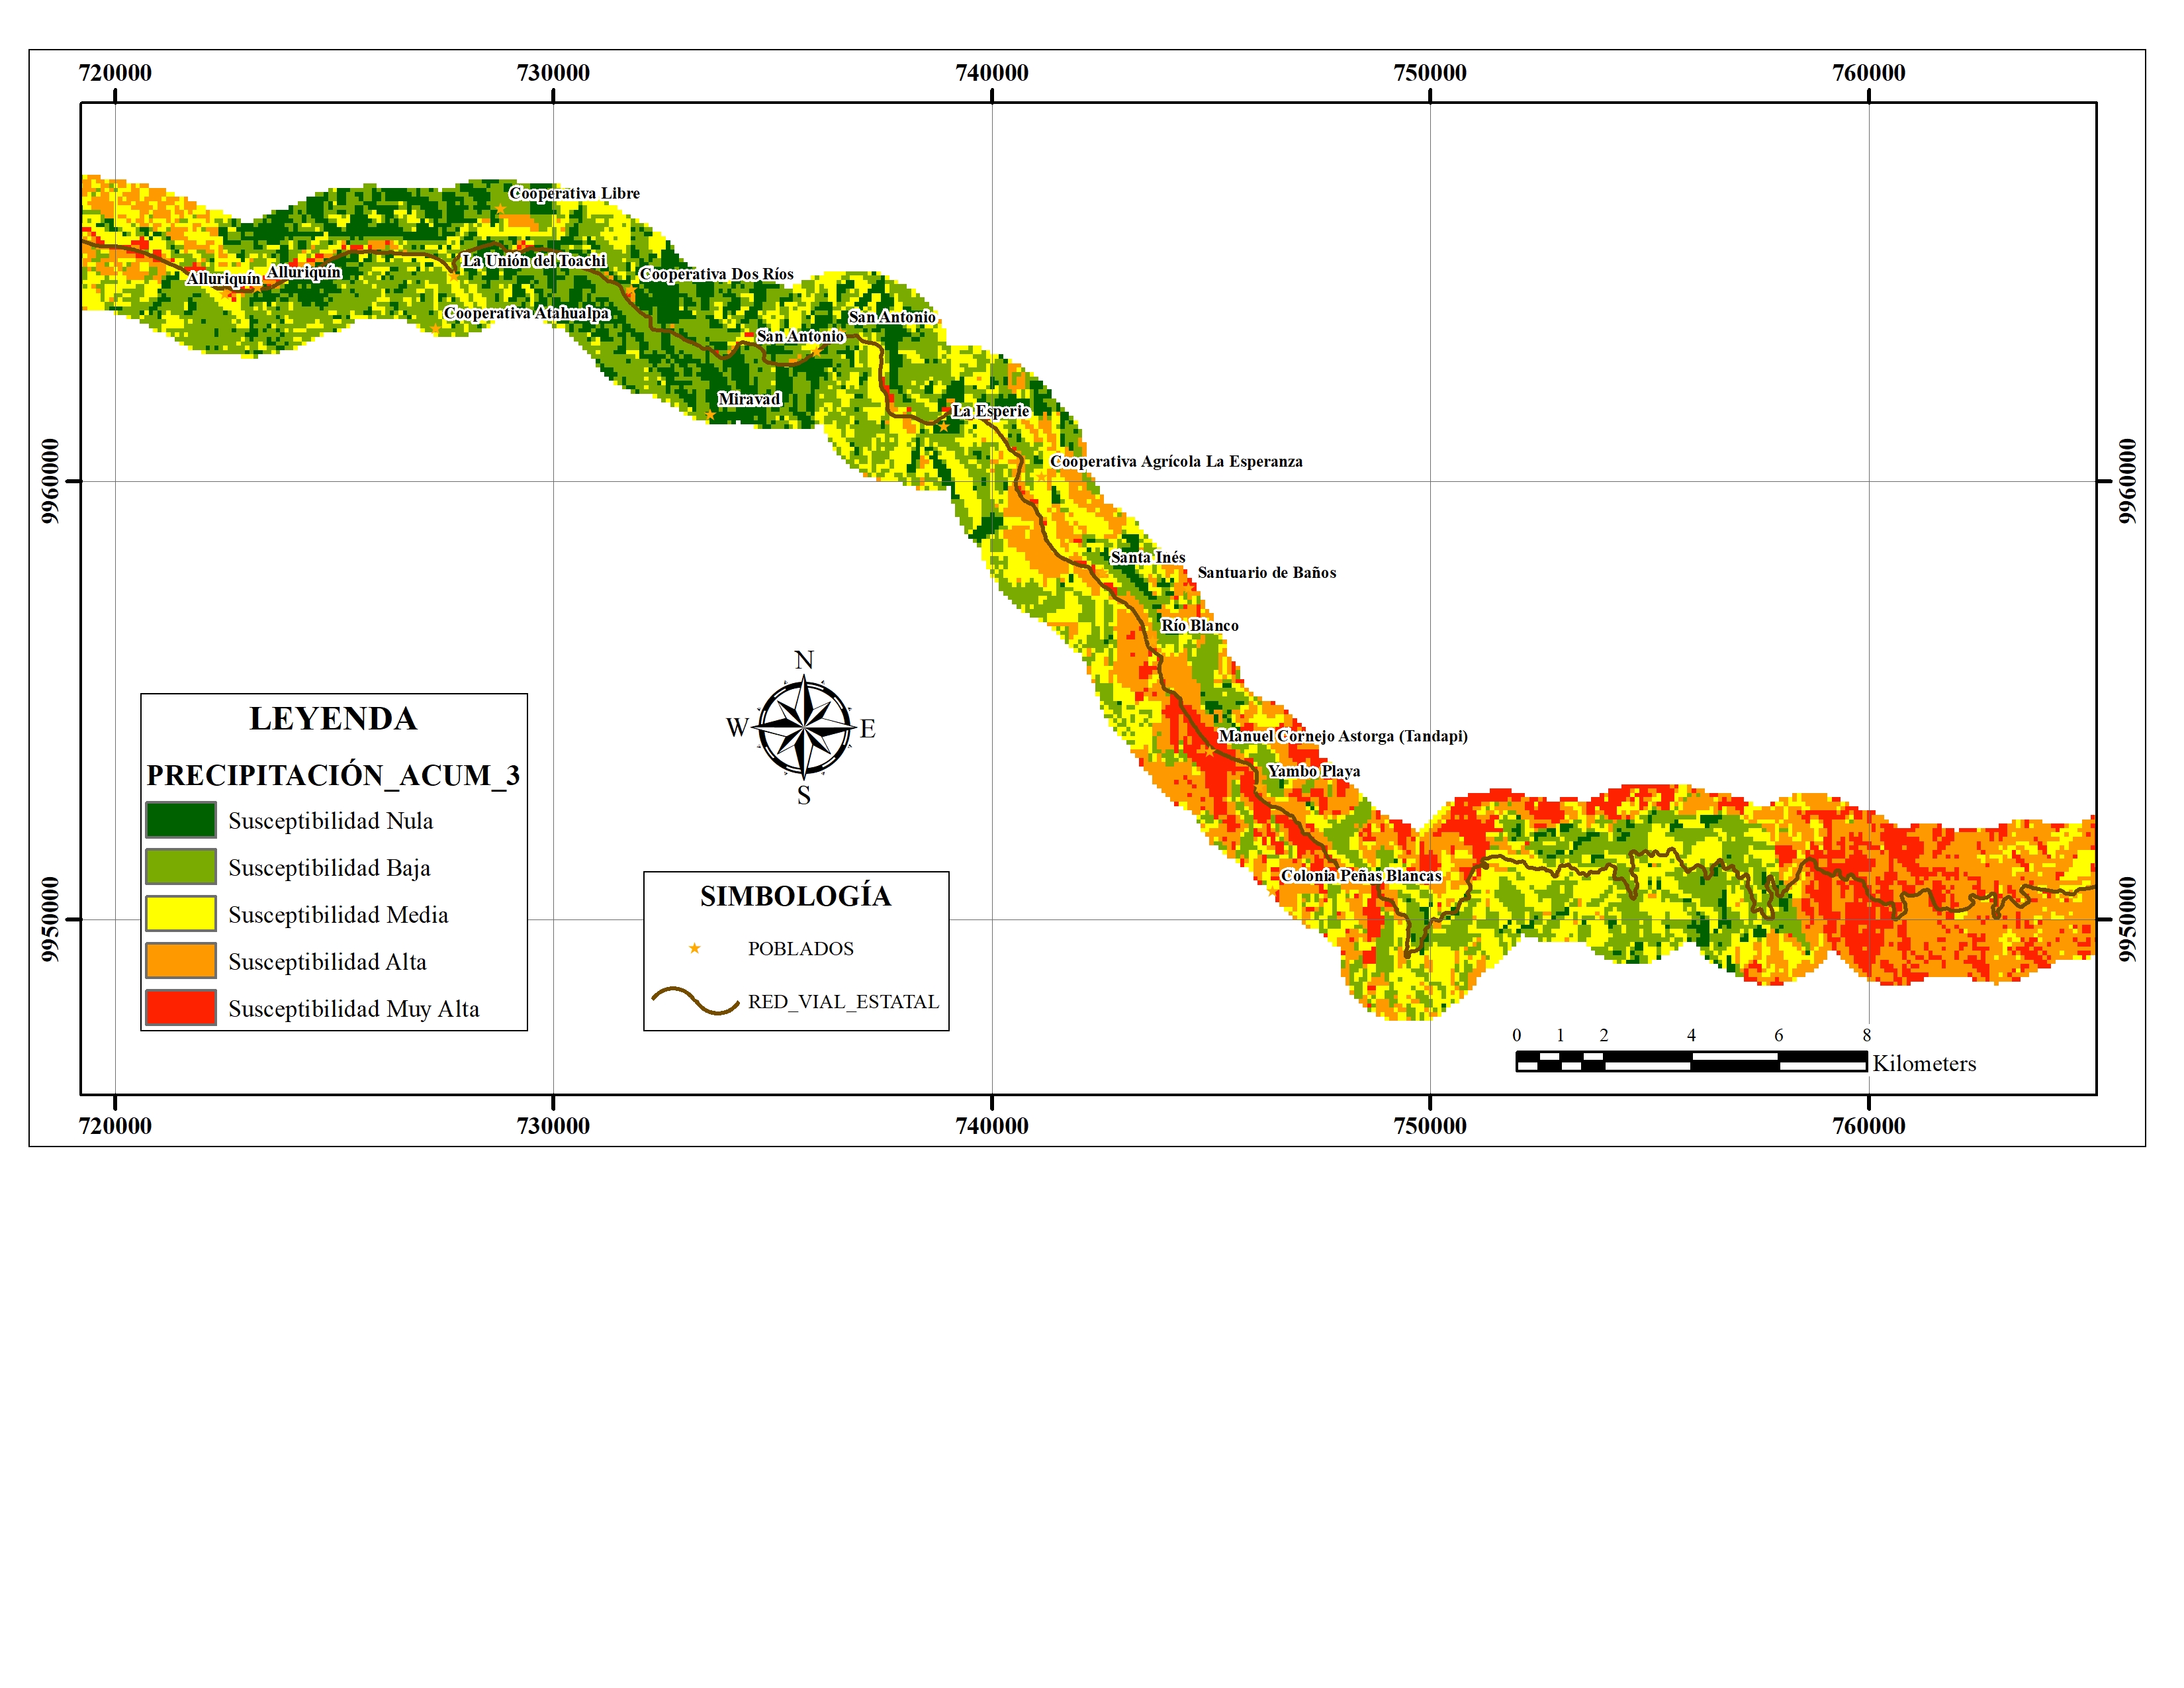 720000 730000 740000 750000 760000
Cooperativa Libre
La Unión del Toachi
Alluriquín
Alluriquín
Cooperativa Dos Ríos
Cooperativa Atahualpa
San Antonio
San Antonio
Miravad
La Esperie
Cooperativa Agrícola La Esperanza
9960000
9960000
Santa Inés
Santuario de Baños
Río Blanco
Manuel Cornejo Astorga (Tandapi)
Yambo Playa
Colonia Peñas Blancas
N
W
E
S
LEYENDA
PRECIPITACIÓN_ACUM_3
Susceptibilidad Nula
Susceptibilidad Baja
Susceptibilidad Media
Susceptibilidad Alta
Susceptibilidad Muy Alta
SIMBOLOGÍA
POBLADOS
RED_VIAL_ESTATAL
9950000
9950000
0 1 2 4 6 8
Kilometers
720000 730000 740000 750000 760000